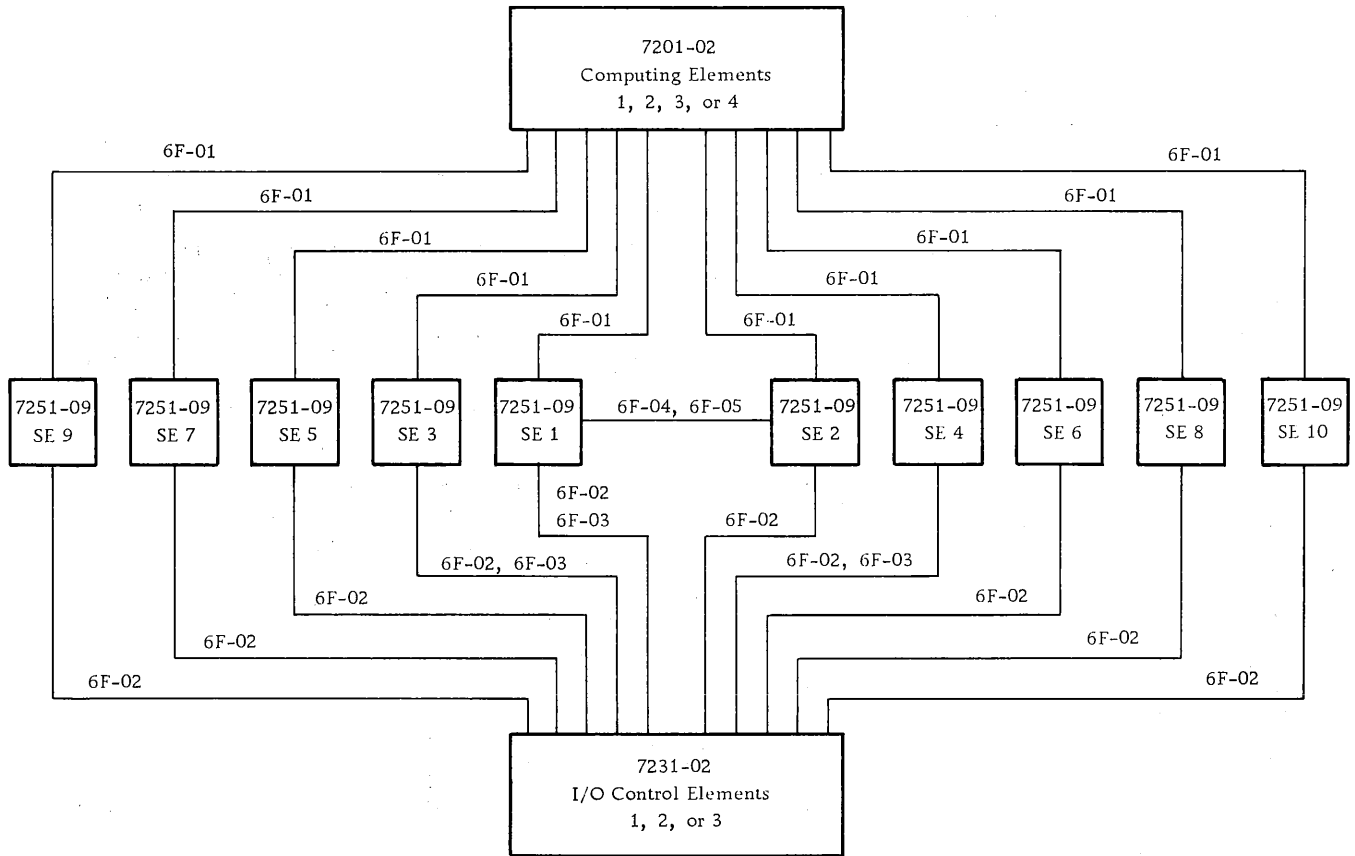 7201-02
Computing Elements
1, 2, 3, or 4
6F-01
6F-01
6F-01
6F-01
6F-01
6F-01
6F-01
6F-01
6F-01
6F-01
7251-09
SE 9
7251-09
SE 7
7251-09
SE 5
7251-09
SE 3
7251-09
SE 1
6F-04, 6F-05
7251-09
SE 2
7251-09
SE 4
7251-09
SE 6
7251-09
SE 8
7251-09
SE 10
6F-02
6F-03
6F-02
6F-02, 6F-03
6F-02, 6F-03
6F-02
6F-02
6F-02
6F-02
6F-02
6F-02
7231-02
I/O Control Elements
1, 2, or 3